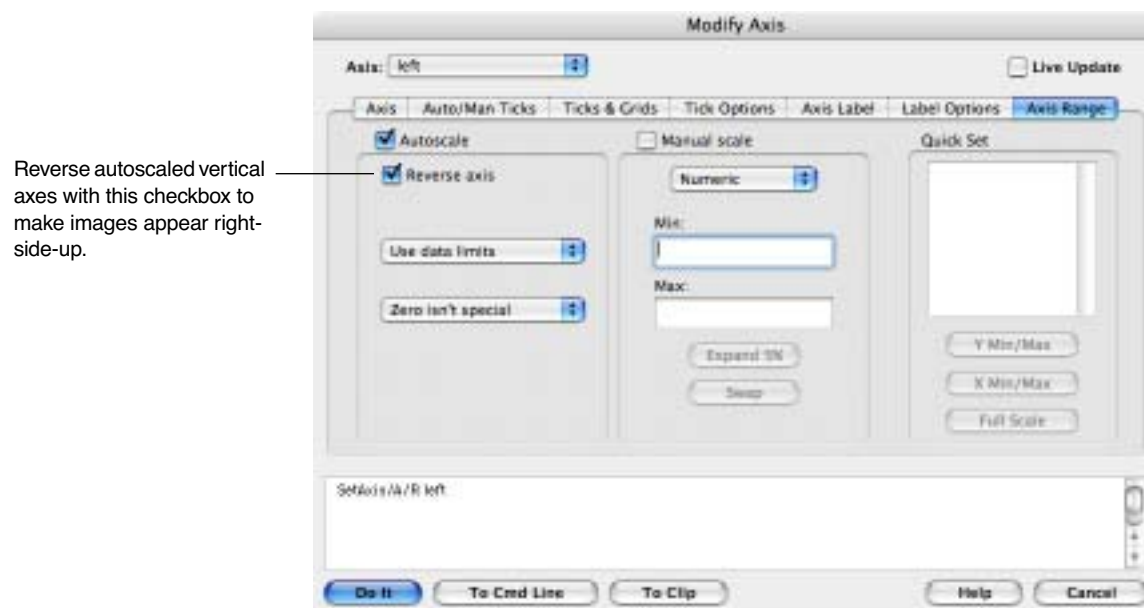 Modify Axis
Axis: left
Live Update
Axis Auto/Man Ticks Ticks & Grids Tick Options Axis Label Label Options Axis Range
Autoscale
Manual scale
Quick Set
Reverse autoscaled vertical
axes with this checkbox to
make images appear right-
side-up.
Reverse axis
Numeric
Min:
Use data limits
Max:
Zero isn't special
Expand 5%
Swap
Y Min/Max
X Min/Max
Full Scale
SetAxis/A/R left
Do It To Cmd Line To Clip Help Cancel